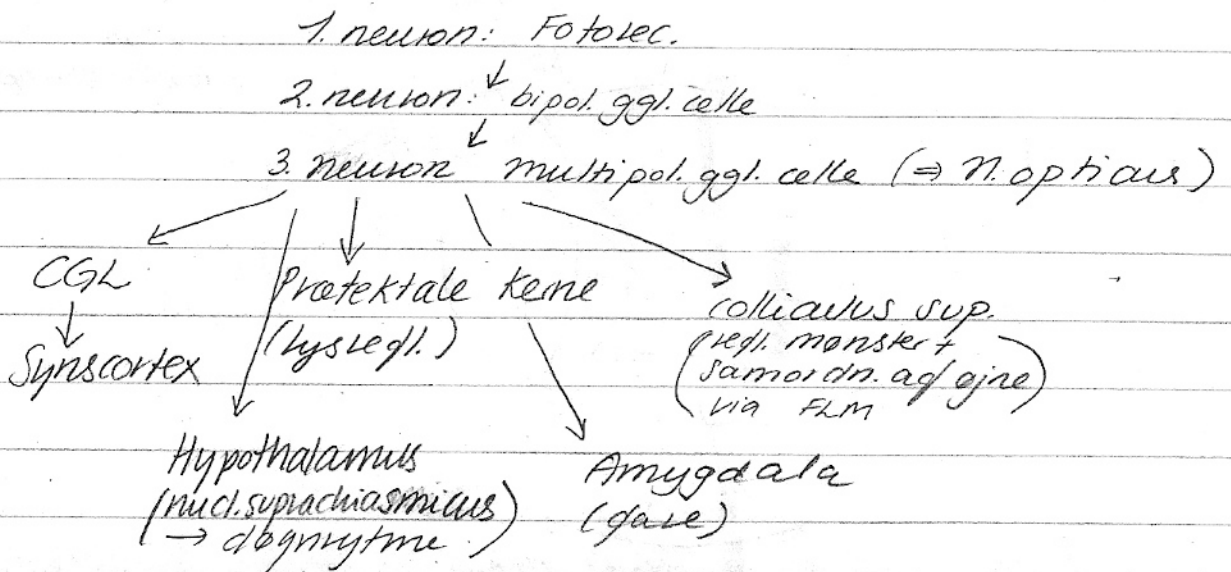 1. neuron: Fotorec.
2. neuron: bipol. ggl. celle
3. neuron multipol. ggl. celle (⇒ N. opticus)
CGL
Synscortex
Prætektale kerne
(lysregl.)
colliculus sup.
(regl. mønster +
samordn. af øjne)
via FLM
Hypothalamus
(nucl. suprachiasmicus)
→ døgnrytme
Amygdala
(fare)